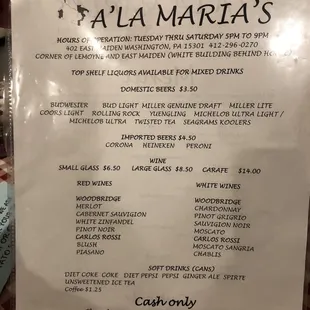 A'LA MARIA'S
HOURS OF OPERATION: TUESDAY THRU SATURDAY 5PM TO 9PM
402 EAST MAIDEN WASHINGTON, PA 15301 412-296-0270
CORNER OF LEMOYNE AND EAST MAIDEN (WHITE BUILDING BEHIND
TOP SHELF LIQUORS AVAILABLE FOR MIXED DRINKS
DOMESTIC BEERS $3.50
BUDWESIER BUD LIGHT MILLER GENUINE DRAFT MILLER LITE
COORS LIGHT ROLLING ROCK YUENGLING MICHELOB ULTRA LIGHT /
MICHELOB ULTRA TWISTED TEA SEAGRAMS KOOLERS
IMPORTED BEERS $4.50
CORONA HEINEKEN PERONI
WINE
SMALL GLASS $6.50 LARGE GLASS $8.50 CARAFE $14.00
RED WINES WHITE WINES
WOODBRIDGE WOODBRIDGE
MERLOT CHARDONNAY
CABERNET SAUVIGNON PINOT GRIGRIO
WHITE ZINFANDEL SAUVIGNON NOIR
PINOT NOIR MOSCATO
CARLOS ROSSI CARLOS ROSSI
BLUSH MOSCATO SANGRIA
PIASANO CHABLIS
SOFT DRINKS (CANS)
DIET COKE COKE DIET PEPSI PEPSI GINGER ALE SPIRTE
UNSWEETENED ICE TEA
Coffee $1.25
Cash only